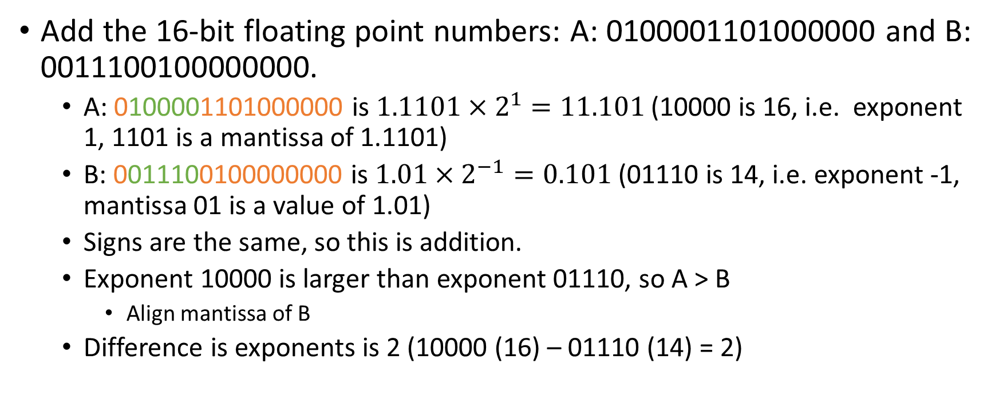 • Add the 16-bit floating point numbers: A: 0100001101000000 and B:
0011100100000000.
• A: 0100001101000000 is 1.1101 × 2¹ = 11.101 (10000 is 16, i.e. exponent
1, 1101 is a mantissa of 1.1101)
• B: 0011100100000000 is 1.01 × 2⁻¹ = 0.101 (01110 is 14, i.e. exponent -1,
mantissa 01 is a value of 1.01)
• Signs are the same, so this is addition.
• Exponent 10000 is larger than exponent 01110, so A > B
• Align mantissa of B
• Difference is exponents is 2 (10000 (16) – 01110 (14) = 2)